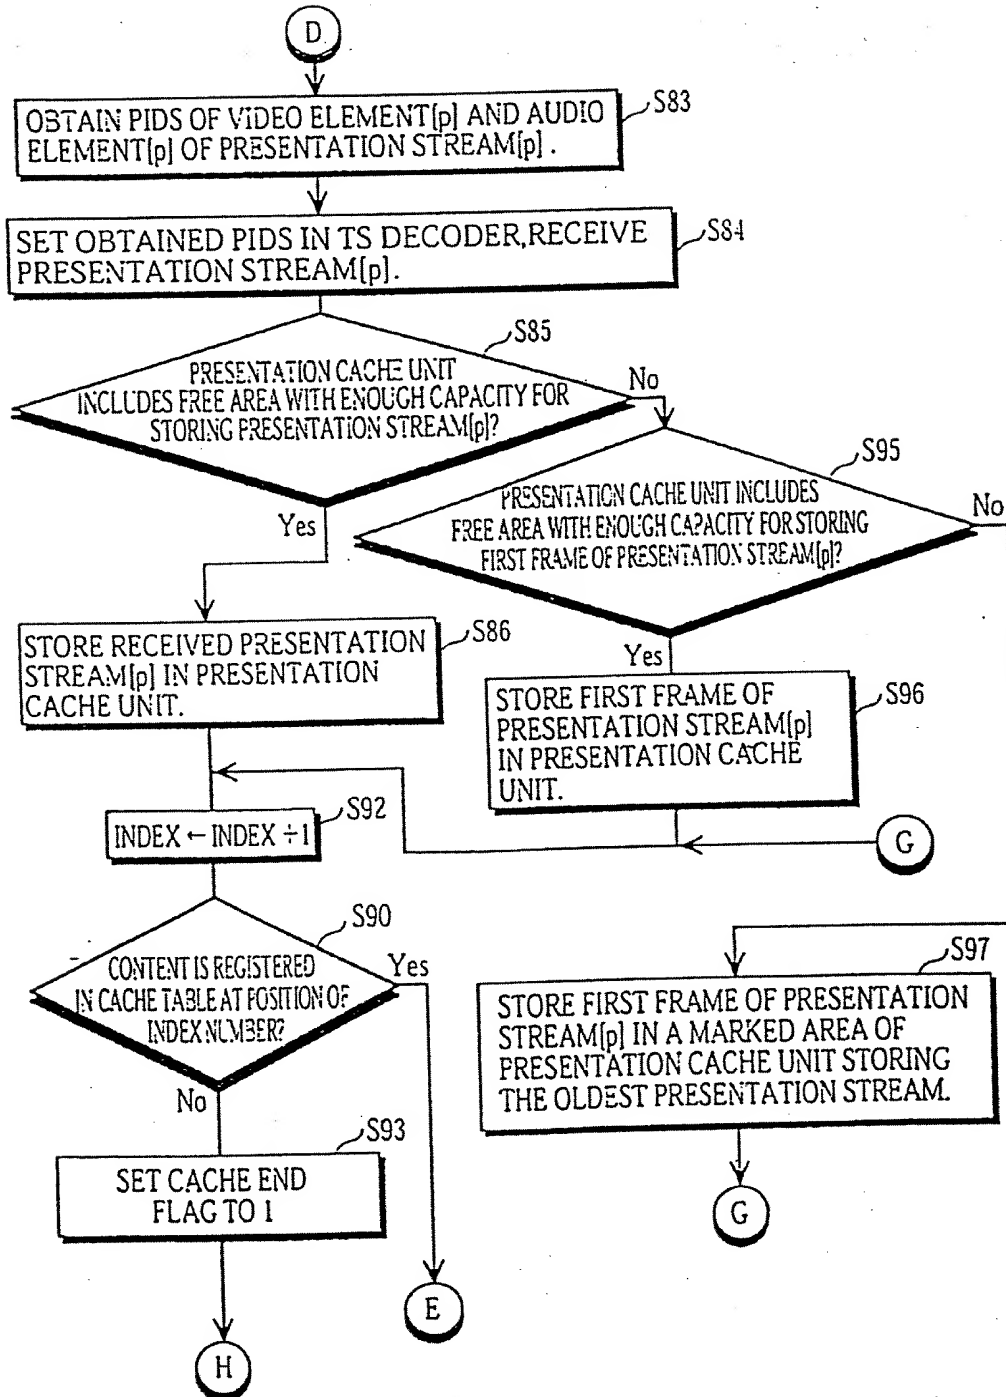 D
OBTAIN PIDS OF VIDEO ELEMENT[p] AND AUDIO
ELEMENT[p] OF PRESENTATION STREAM[p].
S83
SET OBTAINED PIDS IN TS DECODER,RECEIVE
PRESENTATION STREAM[p].
S84
S85
PRESENTATION CACHE UNIT
INCLUDES FREE AREA WITH ENOUGH CAPACITY FOR
STORING PRESENTATION STREAM[p]?
No
Yes
S95
PRESENTATION CACHE UNIT INCLUDES
FREE AREA WITH ENOUGH CAPACITY FOR STORING
FIRST FRAME OF PRESENTATION STREAM[p]?
No
Yes
STORE RECEIVED PRESENTATION
STREAM[p] IN PRESENTATION
CACHE UNIT.
S86
STORE FIRST FRAME OF
PRESENTATION STREAM[p]
IN PRESENTATION CACHE
UNIT.
S96
S92
INDEX ← INDEX +1
G
S90
CONTENT IS REGISTERED
IN CACHE TABLE AT POSITION OF
INDEX NUMBER?
Yes
No
S97
STORE FIRST FRAME OF PRESENTATION
STREAM[p] IN A MARKED AREA OF
PRESENTATION CACHE UNIT STORING
THE OLDEST PRESENTATION STREAM.
S93
SET CACHE END
FLAG TO 1
G
E
H